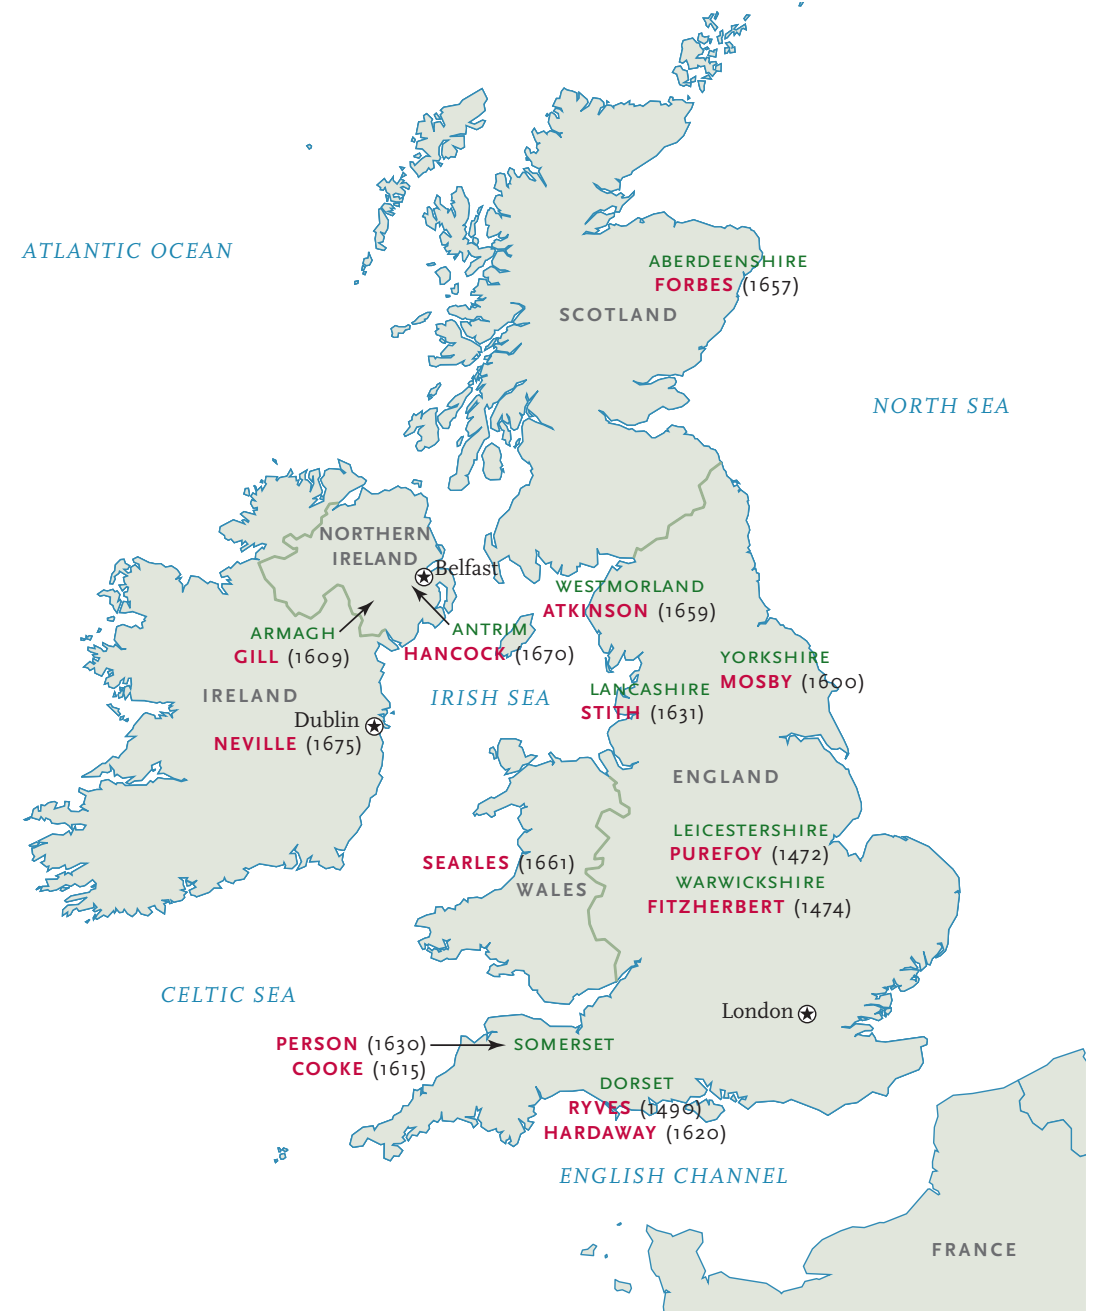 ATLANTIC OCEAN
ABERDEENSHIRE
FORBES (1657)
SCOTLAND
NORTH SEA
NORTHERN
IRELAND
Belfast
WESTMORLAND
ATKINSON (1659)
ARMAGH
GILL (1609)
ANTRIM
HANCOCK (1670)
YORKSHIRE
MOSBY (1600)
IRELAND
IRISH SEA
LANCASHIRE
STITH (1631)
Dublin
NEVILLE (1675)
ENGLAND
LEICESTERSHIRE
PUREFOY (1472)
SEARLES (1661)
WALES
WARWICKSHIRE
FITZHERBERT (1474)
CELTIC SEA
London
PERSON (1630)
COOKE (1615)
SOMERSET
DORSET
RYVES (1490)
HARDAWAY (1620)
ENGLISH CHANNEL
FRANCE